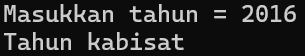 Masukkan tahun = 2016
Tahun kabisat